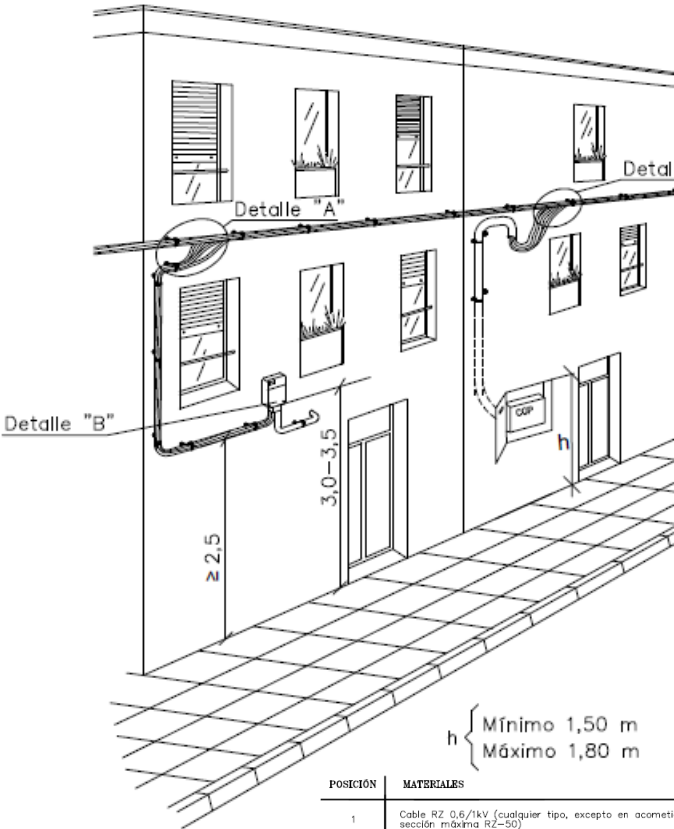 Detal
Detalle "A"
Detalle "B"
CGP
3,0-3,5
h
≥2,5
h { Mínimo 1,50 m
Máximo 1,80 m
POSICIÓN MATERIALES
1 Cable RZ 0,6/1kV (cualquier tipo, excepto en acometi
sección máxima RZ-50)